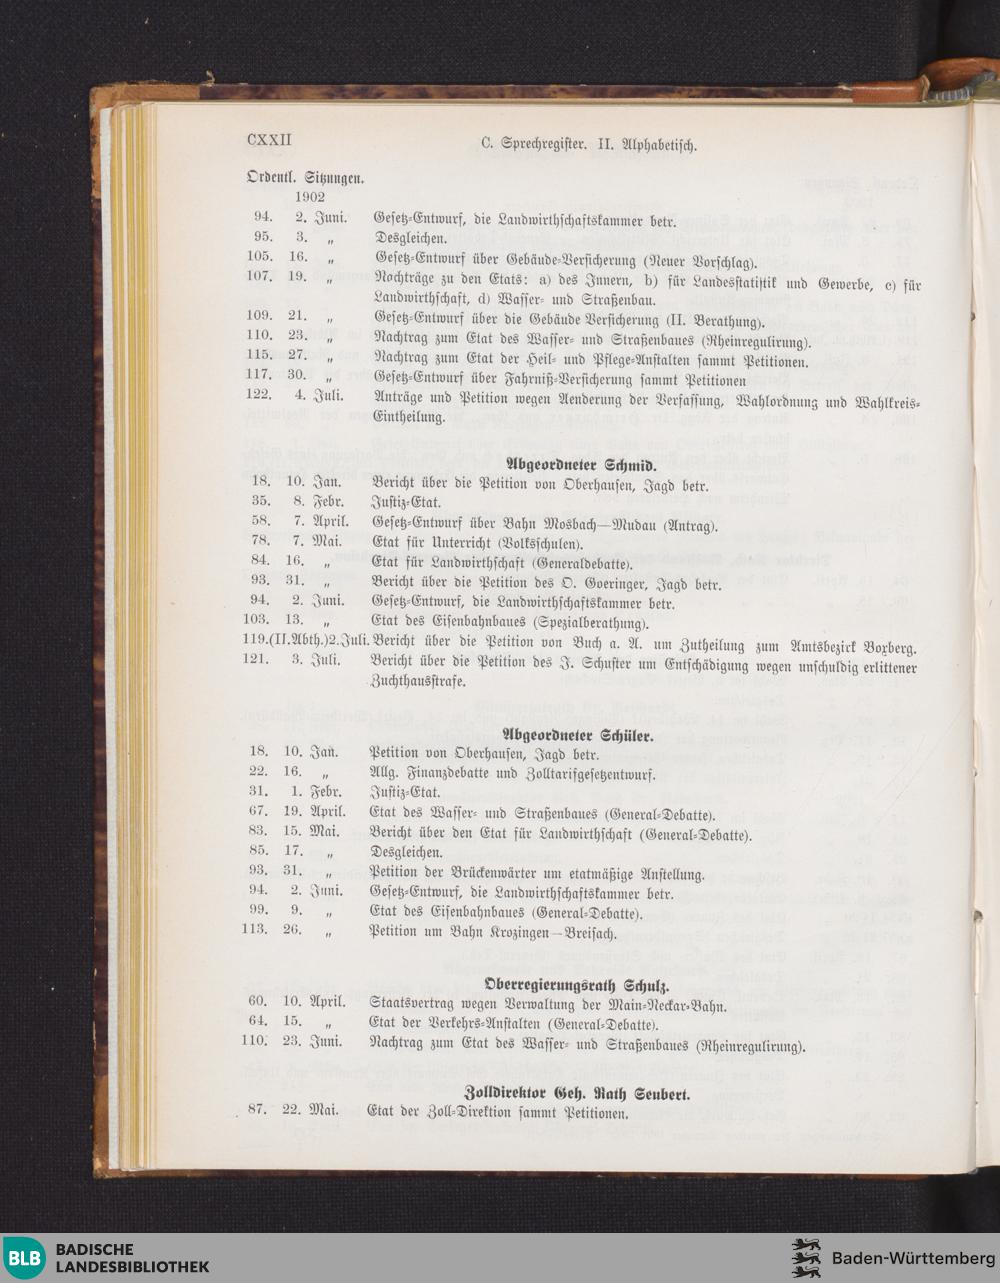 CXXII C. Sprechregister. II. Alphabetisch.
Ordentl. Sitzungen.
1902
94. 2. Juni. Gesetz-Entwurf, die Landwirthschaftskammer betr.
95. 3. „ Desgleichen.
105. 16. „ Gesetz-Entwurf über Gebäude-Versicherung (Neuer Vorschlag).
107. 19. „ Nochträge zu den Etats: a) des Innern, b) für Landesstatistik und Gewerbe, c) für
Landwirthschaft, d) Wasser- und Straßenbau.
109. 21. „ Gesetz-Entwurf über die Gebäude Versicherung (II. Berathung).
110. 23. „ Nachtrag zum Etat des Wasser- und Straßenbaues (Rheinregulirung).
115. 27. „ Nachtrag zum Etat der Heil- und Pflege-Anstalten sammt Petitionen.
117. 30. „ Gesetz-Entwurf über Fahrniß-Versicherung sammt Petitionen
122. 4. Juli. Anträge und Petition wegen Aenderung der Verfassung, Wahlordnung und Wahlkreis-
Eintheilung.
Abgeordneter Schmid.
18. 10. Jan. Bericht über die Petition von Oberhausen, Jagd betr.
35. 8. Febr. Justiz-Etat.
58. 7. April. Gesetz-Entwurf über Bahn Mosbach—Mudau (Antrag).
78. 7. Mai. Etat für Unterricht (Volksschulen).
84. 16. „ Etat für Landwirthschaft (Generaldebatte).
93. 31. „ Bericht über die Petition des O. Goeringer, Jagd betr.
94. 2. Juni. Gesetz-Entwurf, die Landwirthschaftskammer betr.
103. 13. „ Etat des Eisenbahnbaues (Spezialberathung).
119.(II.Abth.)2.Juli. Bericht über die Petition von Buch a. A. um Zutheilung zum Amtsbezirk Boxberg.
121. 3. Juli. Bericht über die Petition des J. Schuster um Entschädigung wegen unschuldig erlittener
Zuchthausstrafe.
Abgeordneter Schüler.
18. 10. Jan. Petition von Oberhausen, Jagd betr.
22. 16. „ Allg. Finanzdebatte und Zolltarifgesetzentwurf.
31. 1. Febr. Justiz-Etat.
67. 19. April. Etat des Wasser- und Straßenbaues (General-Debatte).
83. 15. Mai. Bericht über den Etat für Landwirthschaft (General-Debatte).
85. 17. „ Desgleichen.
93. 31. „ Petition der Brückenwärter um etatmäßige Anstellung.
94. 2. Juni. Gesetz-Entwurf, die Landwirthschaftskammer betr.
99. 9. „ Etat des Eisenbahnbaues (General-Debatte).
113. 26. „ Petition um Bahn Krozingen—Breisach.
Oberregierungsrath Schulz.
60. 10. April. Staatsvertrag wegen Verwaltung der Main-Neckar-Bahn.
64. 15. „ Etat der Verkehrs-Anstalten (General-Debatte).
110. 23. Juni. Nachtrag zum Etat des Wasser- und Straßenbaues (Rheinregulirung).
Zolldirektor Geh. Rath Seubert.
87. 22. Mai. Etat der Zoll-Direktion sammt Petitionen.
BLB BADISCHE
LANDESBIBLIOTHEK
Baden-Württemberg